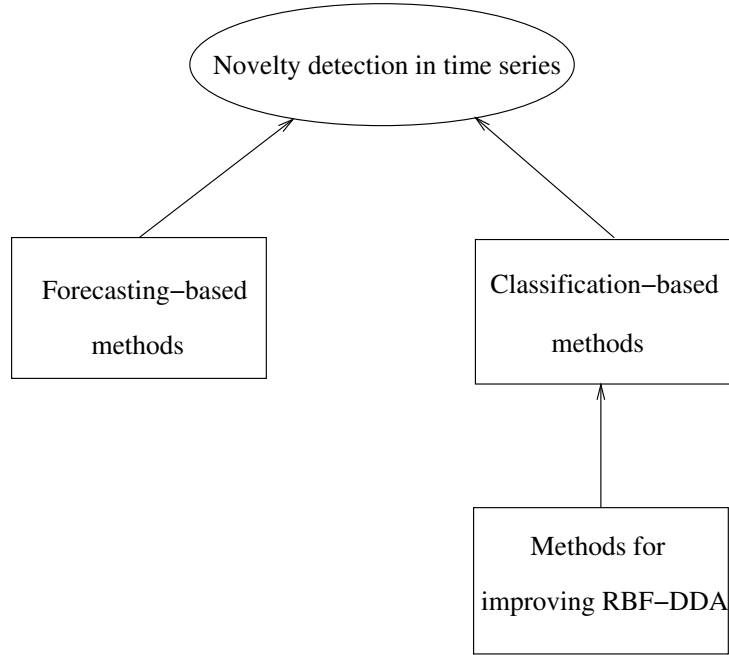 Novelty detection in time series
Forecasting−based
methods
Classification−based
methods
Methods for
improving RBF−DDA